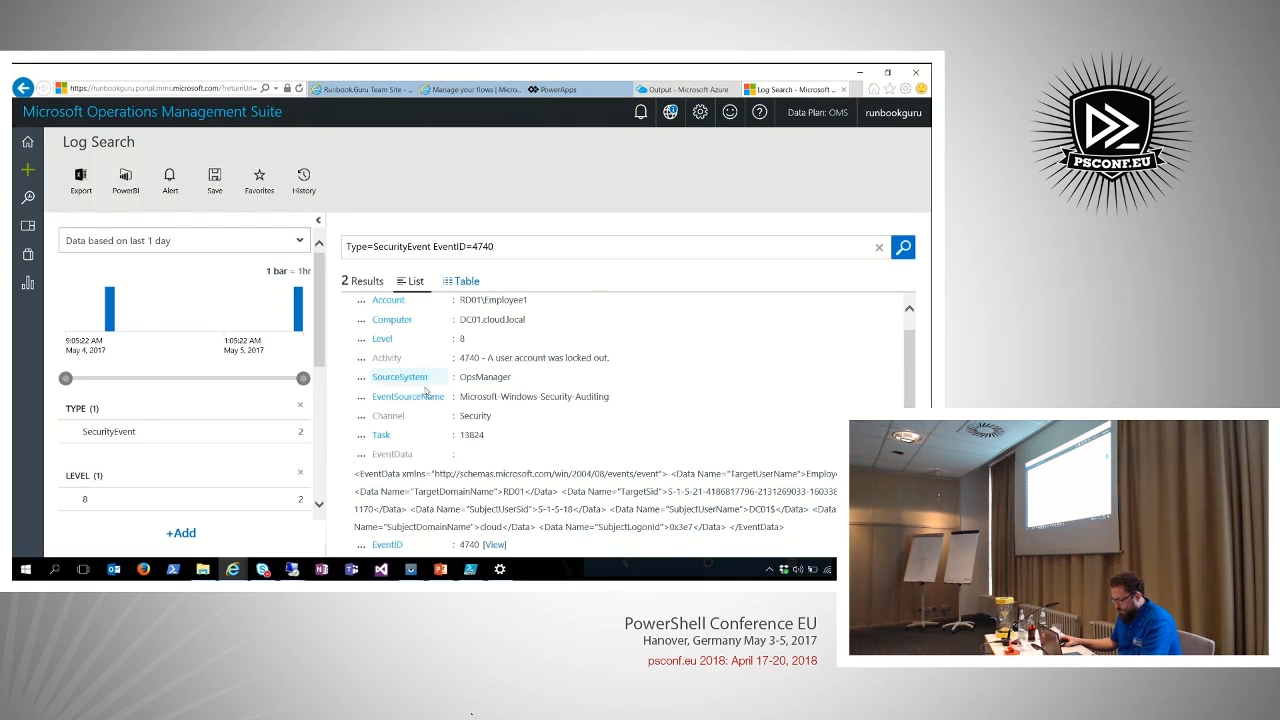 https://runbookguru.portal.mms.microsoft.com/?returnUrl=
RunBook.Guru Team Site - ...
Manage your flows | Micro...
PowerApps
Output - Microsoft Azure
Log Search - Microsoft ...
Microsoft Operations Management Suite
Data Plan: OMS
runbookguru
Log Search
Export
PowerBI
Alert
Save
Favorites
History
Data based on last 1 day
1 bar = 1hr
9:05:22 AM
May 4, 2017
1:05:22 AM
May 5, 2017
TYPE (1)
SecurityEvent 2
LEVEL (1)
8 2
+Add
Type=SecurityEvent EventID=4740
2 Results
List
Table
... Account : RD01\Employee1
... Computer : DC01.cloud.local
... Level : 8
... Activity : 4740 - A user account was locked out.
... SourceSystem : OpsManager
... EventSourceName : Microsoft-Windows-Security-Auditing
... Channel : Security
... Task : 13824
... EventData :
<EventData xmlns="http://schemas.microsoft.com/win/2004/08/events/event"> <Data Name="TargetUserName">Employe
<Data Name="TargetDomainName">RD01</Data> <Data Name="TargetSid">S-1-5-21-4186817796-2131269033-160338
1170</Data> <Data Name="SubjectUserSid">S-1-5-18</Data> <Data Name="SubjectUserName">DC01$</Data> <Data
Name="SubjectDomainName">cloud</Data> <Data Name="SubjectLogonId">0x3e7</Data> </EventData>
... EventID : 4740 [View]
PSCONF.EU
PowerShell Conference EU
Hanover, Germany May 3-5, 2017
psconf.eu 2018: April 17-20, 2018